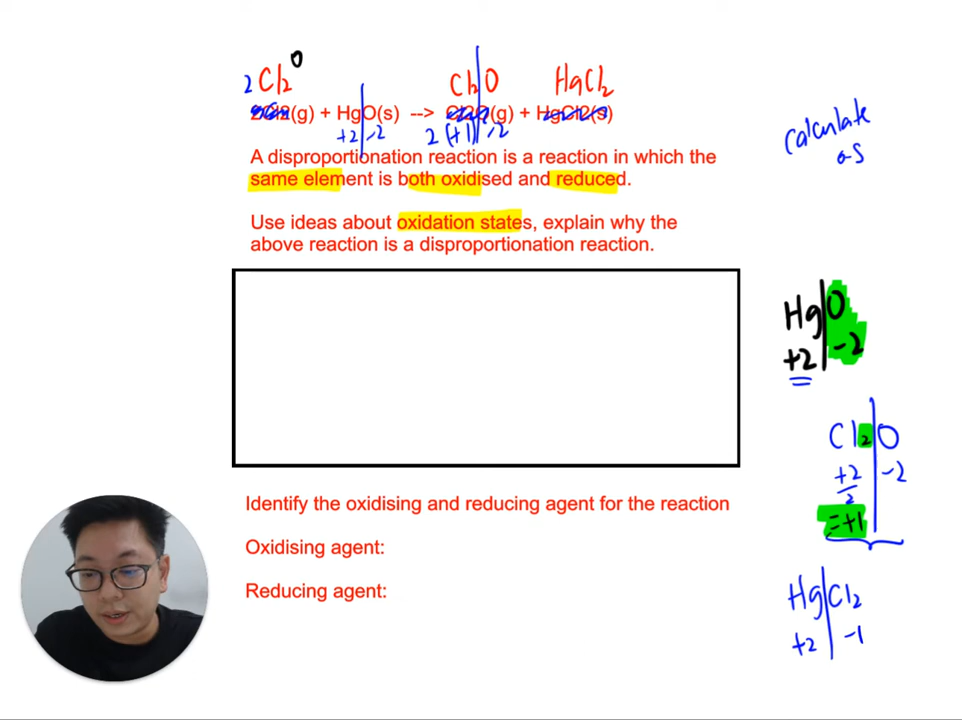 2 Cl2 0 Cl2 | O HgCl2
2Cl2(g) + HgO(s) --> Cl2O(g) + HgCl2(s)
+2 | -2 2 (+1) -2
calculate
OS
A disproportionation reaction is a reaction in which the
same element is both oxidised and reduced.
Use ideas about oxidation states, explain why the
above reaction is a disproportionation reaction.
Hg | O
+2 | -2
Cl2 | O
+2 | -2
2
= +1
Identify the oxidising and reducing agent for the reaction
Oxidising agent:
Reducing agent:
Hg | Cl2
+2 | -1